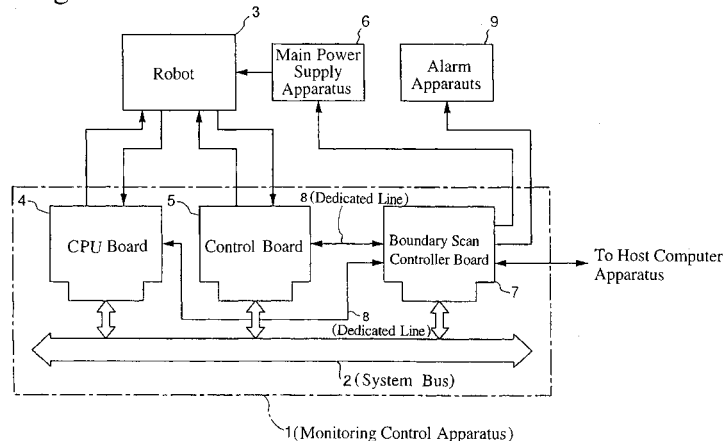 3
6
9
Robot
Main Power
Supply
Apparatus
Alarm
Apparauts
4
5
8 (Dedicated Line)
CPU Board
Control Board
Boundary Scan
Controller Board
To Host Computer
Apparatus
7
8
(Dedicated Line)
2 (System Bus)
1 (Monitoring Control Apparatus)